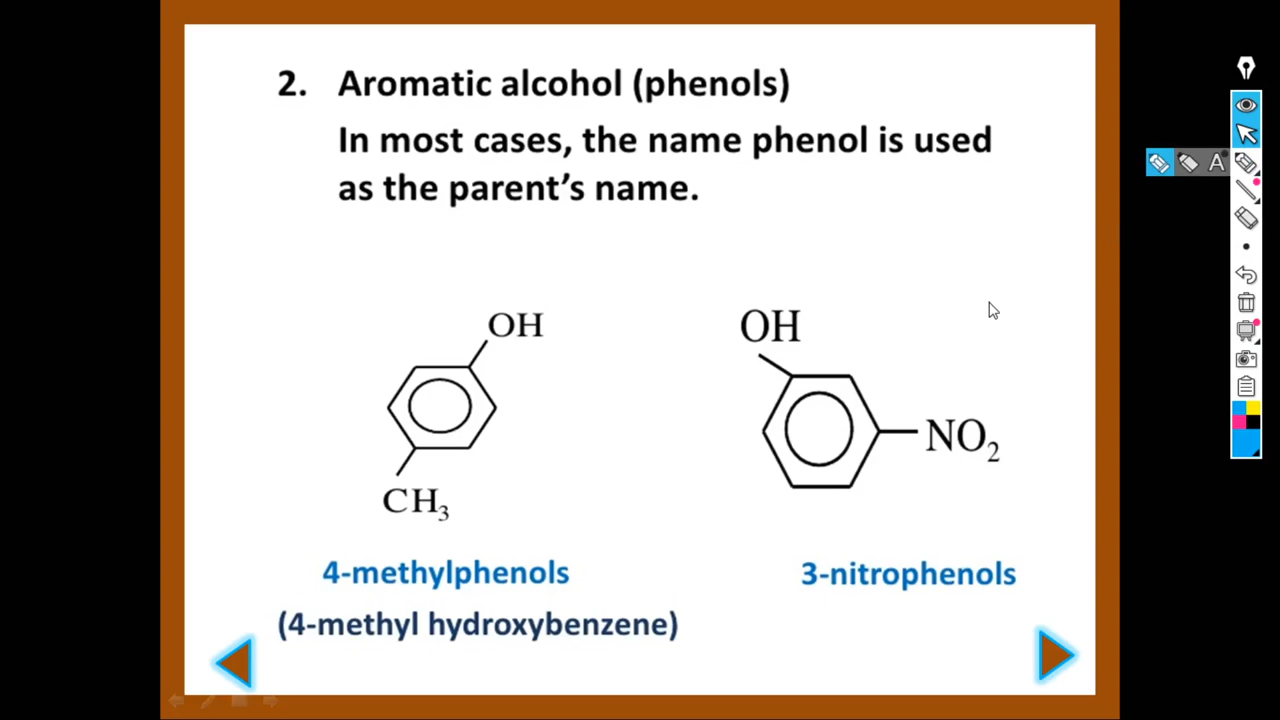 2. Aromatic alcohol (phenols)
In most cases, the name phenol is used
as the parent’s name.
OH
OH
NO2
CH3
4-methylphenols
3-nitrophenols
(4-methyl hydroxybenzene)
A